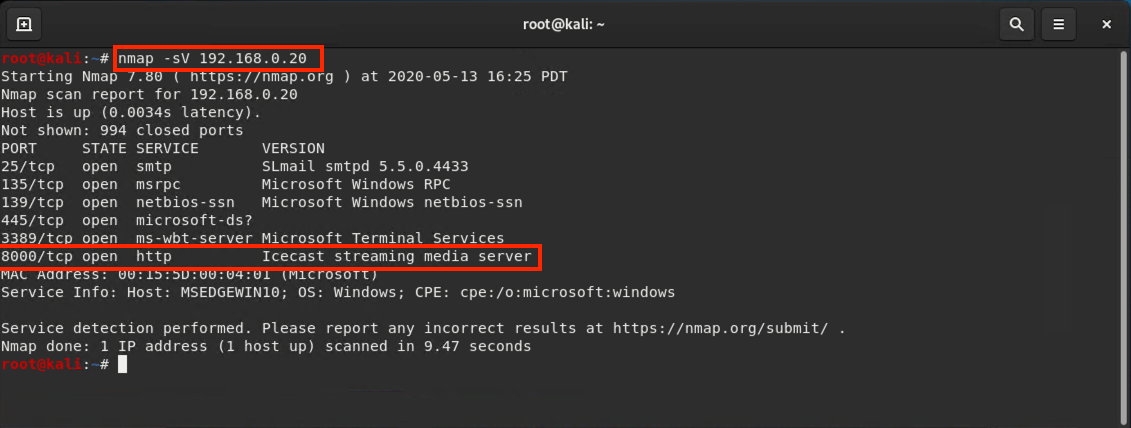 root@kali: ~
root@kali:~# nmap -sV 192.168.0.20
Starting Nmap 7.80 ( https://nmap.org ) at 2020-05-13 16:25 PDT
Nmap scan report for 192.168.0.20
Host is up (0.0034s latency).
Not shown: 994 closed ports
PORT     STATE SERVICE       VERSION
25/tcp   open  smtp          SLmail smtpd 5.5.0.4433
135/tcp  open  msrpc         Microsoft Windows RPC
139/tcp  open  netbios-ssn   Microsoft Windows netbios-ssn
445/tcp  open  microsoft-ds?
3389/tcp open  ms-wbt-server Microsoft Terminal Services
8000/tcp open  http          Icecast streaming media server
MAC Address: 00:15:5D:00:04:01 (Microsoft)
Service Info: Host: MSEDGEWIN10; OS: Windows; CPE: cpe:/o:microsoft:windows
Service detection performed. Please report any incorrect results at https://nmap.org/submit/ .
Nmap done: 1 IP address (1 host up) scanned in 9.47 seconds
root@kali:~#